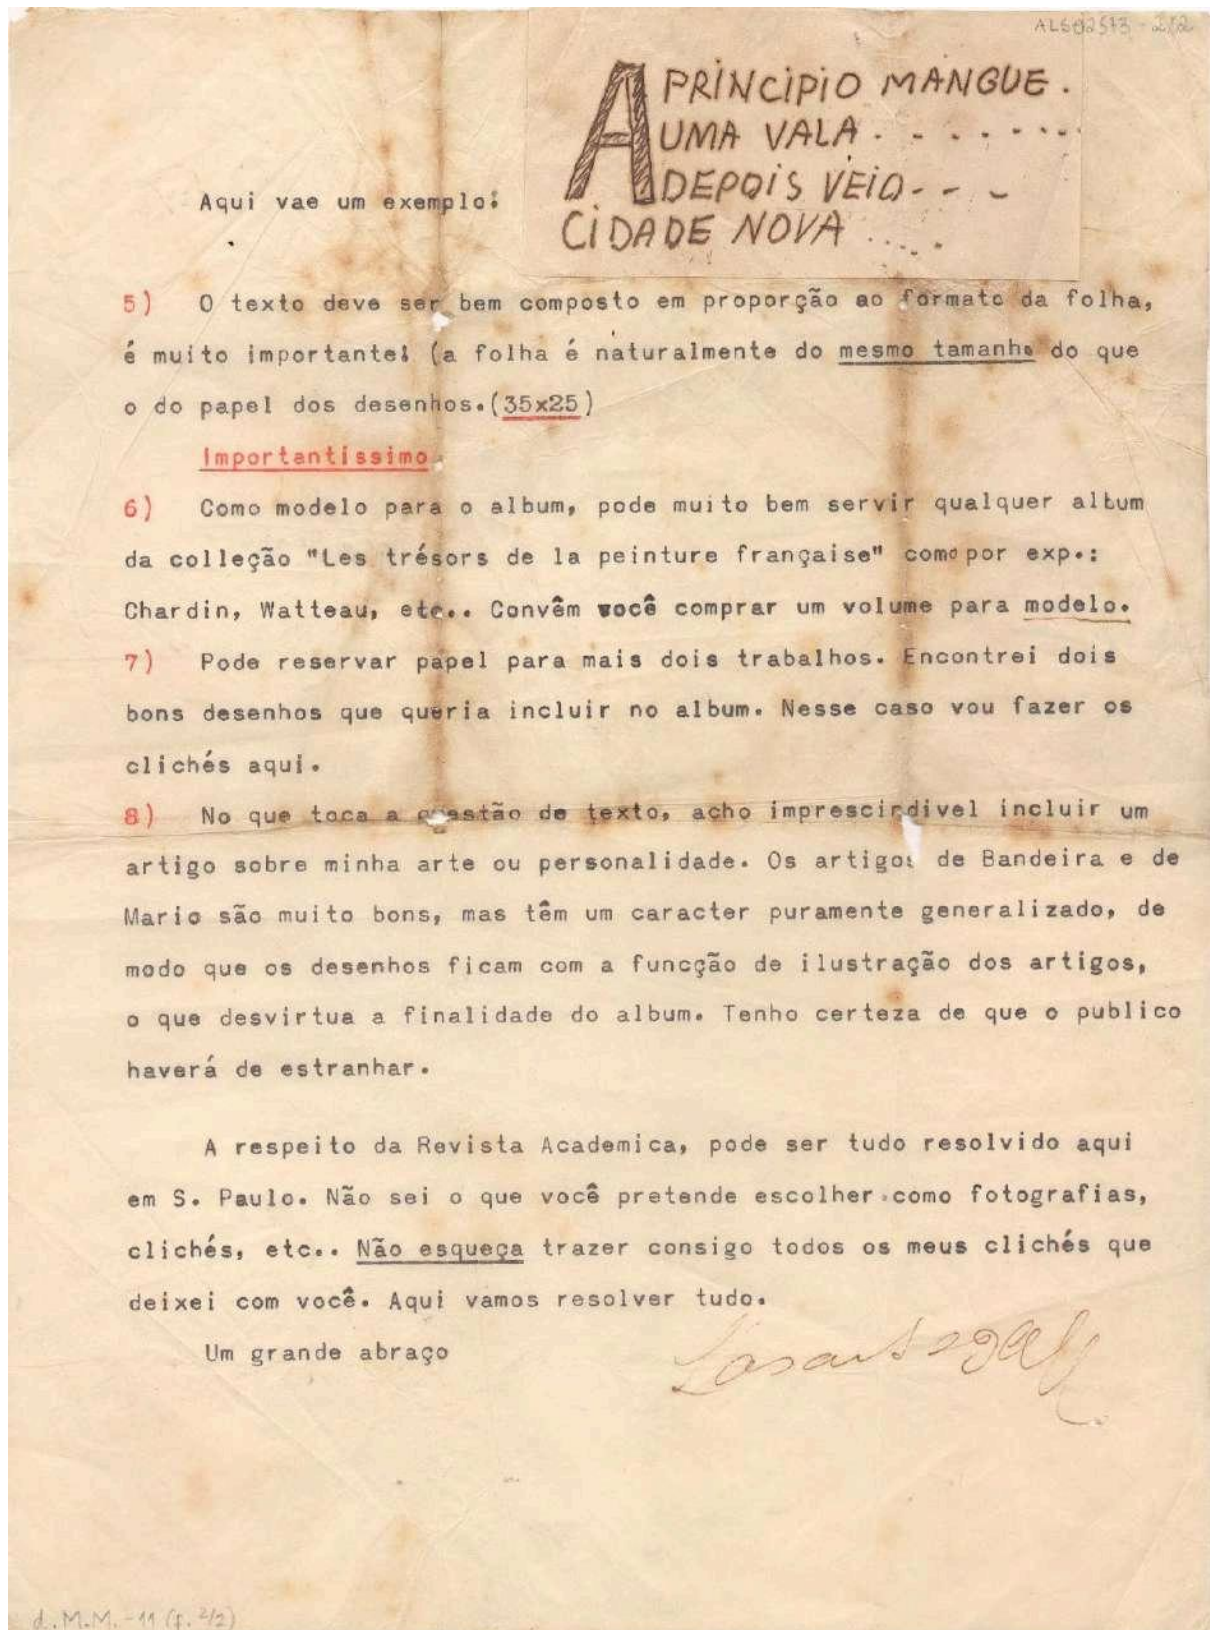 ALS02573 - 2/2
A PRINCIPIO MANGUE.
UMA VALA . - . - . . . .
DEPOIS VEIO - - -
CIDADE NOVA .....
Aqui vae um exemplo:
5) O texto deve ser bem composto em proporção ao formato da folha,
é muito importante! (a folha é naturalmente do mesmo tamanho do que
o do papel dos desenhos.(35x25)
Importantissimo.
6) Como modelo para o album, pode muito bem servir qualquer album
da colleção "Les trésors de la peinture française" como por exp.:
Chardin, Watteau, etc.. Convêm você comprar um volume para modelo.
7) Pode reservar papel para mais dois trabalhos. Encontrei dois
bons desenhos que queria incluir no album. Nesse caso vou fazer os
clichés aqui.
8) No que toca a questão de texto, acho imprescindivel incluir um
artigo sobre minha arte ou personalidade. Os artigos de Bandeira e de
Mario são muito bons, mas têm um caracter puramente generalizado, de
modo que os desenhos ficam com a funcção de ilustração dos artigos,
o que desvirtua a finalidade do album. Tenho certeza de que o publico
haverá de estranhar.
A respeito da Revista Academica, pode ser tudo resolvido aqui
em S. Paulo. Não sei o que você pretende escolher como fotografias,
clichés, etc.. Não esqueça trazer consigo todos os meus clichés que
deixei com você. Aqui vamos resolver tudo.
Um grande abraço
Lasar Segall
d.M.M.-11 (f. 2/2)